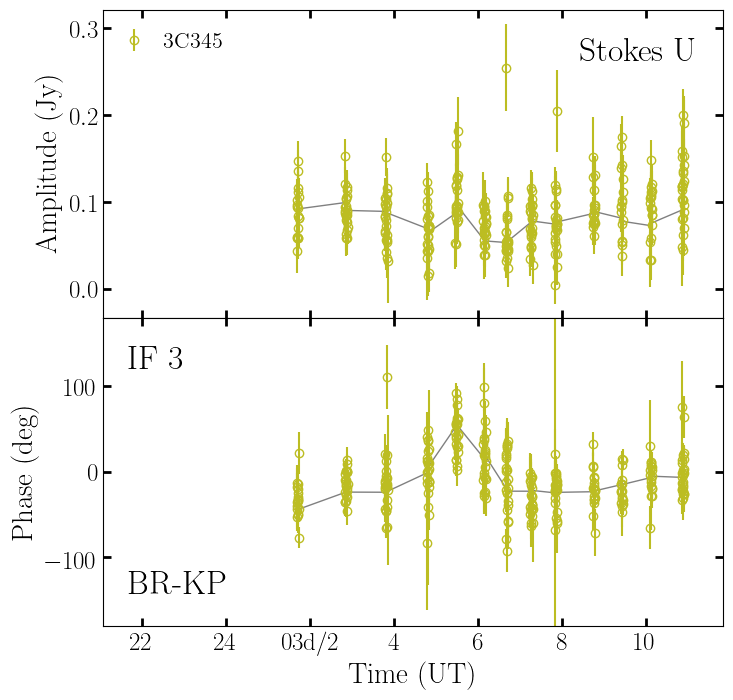 0.3
3C345
Stokes U
0.2
Amplitude (Jy)
0.1
0.0
IF 3
100
Phase (deg)
0
−100
BR-KP
22 24 03d/2 4 6 8 10
Time (UT)